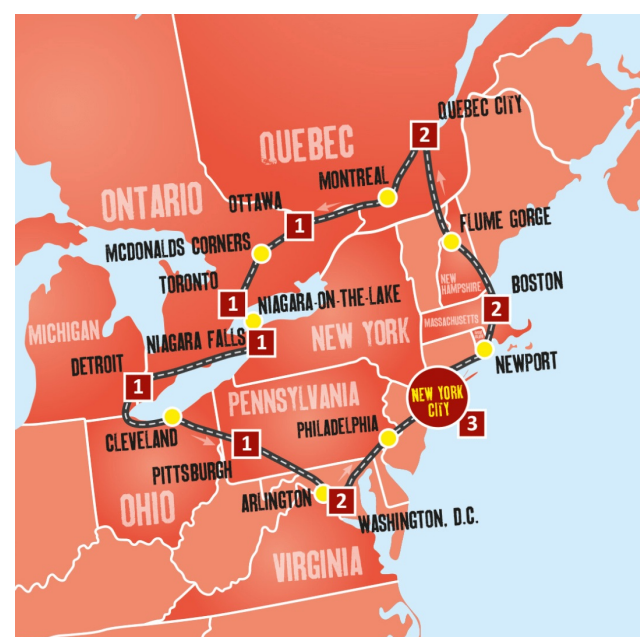 QUEBEC CITY
2
QUEBEC
MONTREAL
ONTARIO
OTTAWA
1
FLUME GORGE
MCDONALDS CORNERS
TORONTO
1
NIAGARA-ON-THE-LAKE
NEW
HAMPSHIRE
BOSTON
2
MASSACHUSETTS
MICHIGAN
NIAGARA FALLS
1
NEW YORK
NEWPORT
DETROIT
1
PENNSYLVANIA
NEW YORK
CITY
3
CLEVELAND
PHILADELPHIA
1
PITTSBURGH
OHIO
ARLINGTON
2
WASHINGTON, D.C.
VIRGINIA